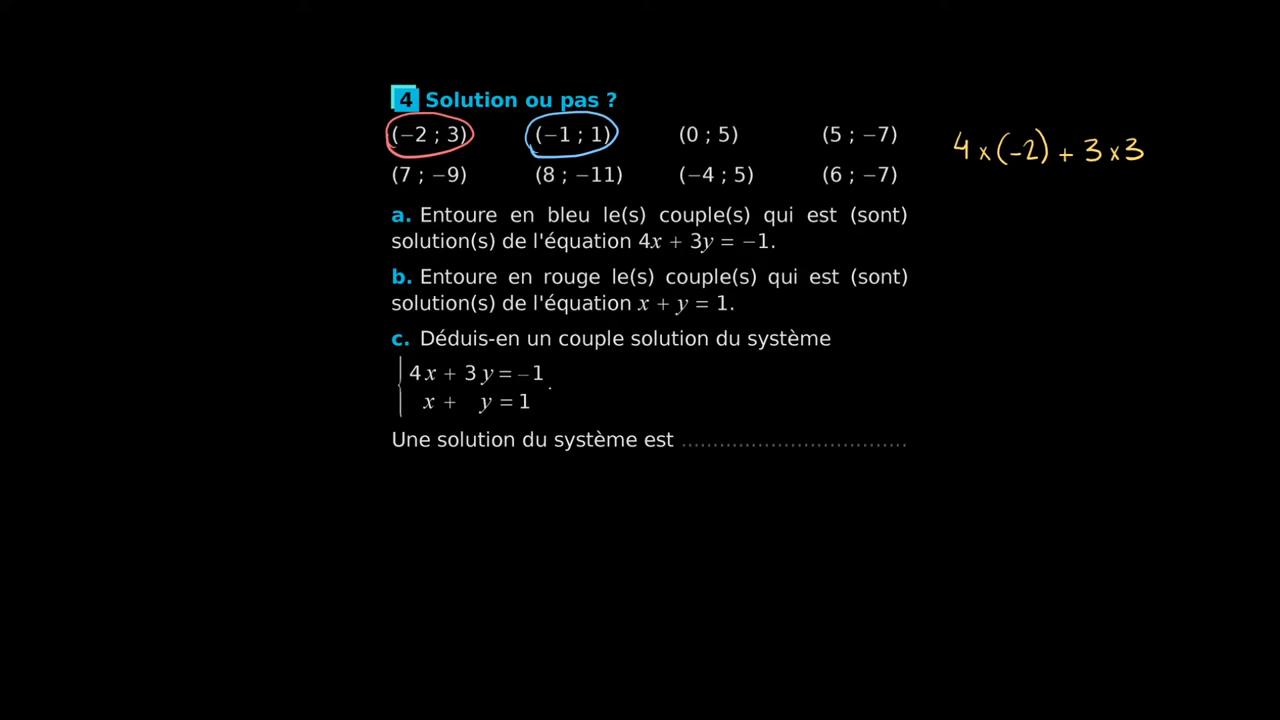 4 Solution ou pas ?
(−2 ; 3) (−1 ; 1) (0 ; 5) (5 ; −7)
4 × (-2) + 3 × 3
(7 ; −9) (8 ; −11) (−4 ; 5) (6 ; −7)
a. Entoure en bleu le(s) couple(s) qui est (sont)
solution(s) de l'équation 4x + 3y = −1.
b. Entoure en rouge le(s) couple(s) qui est (sont)
solution(s) de l'équation x + y = 1.
c. Déduis-en un couple solution du système
4x + 3y = −1
x + y = 1 .
Une solution du système est ....................................